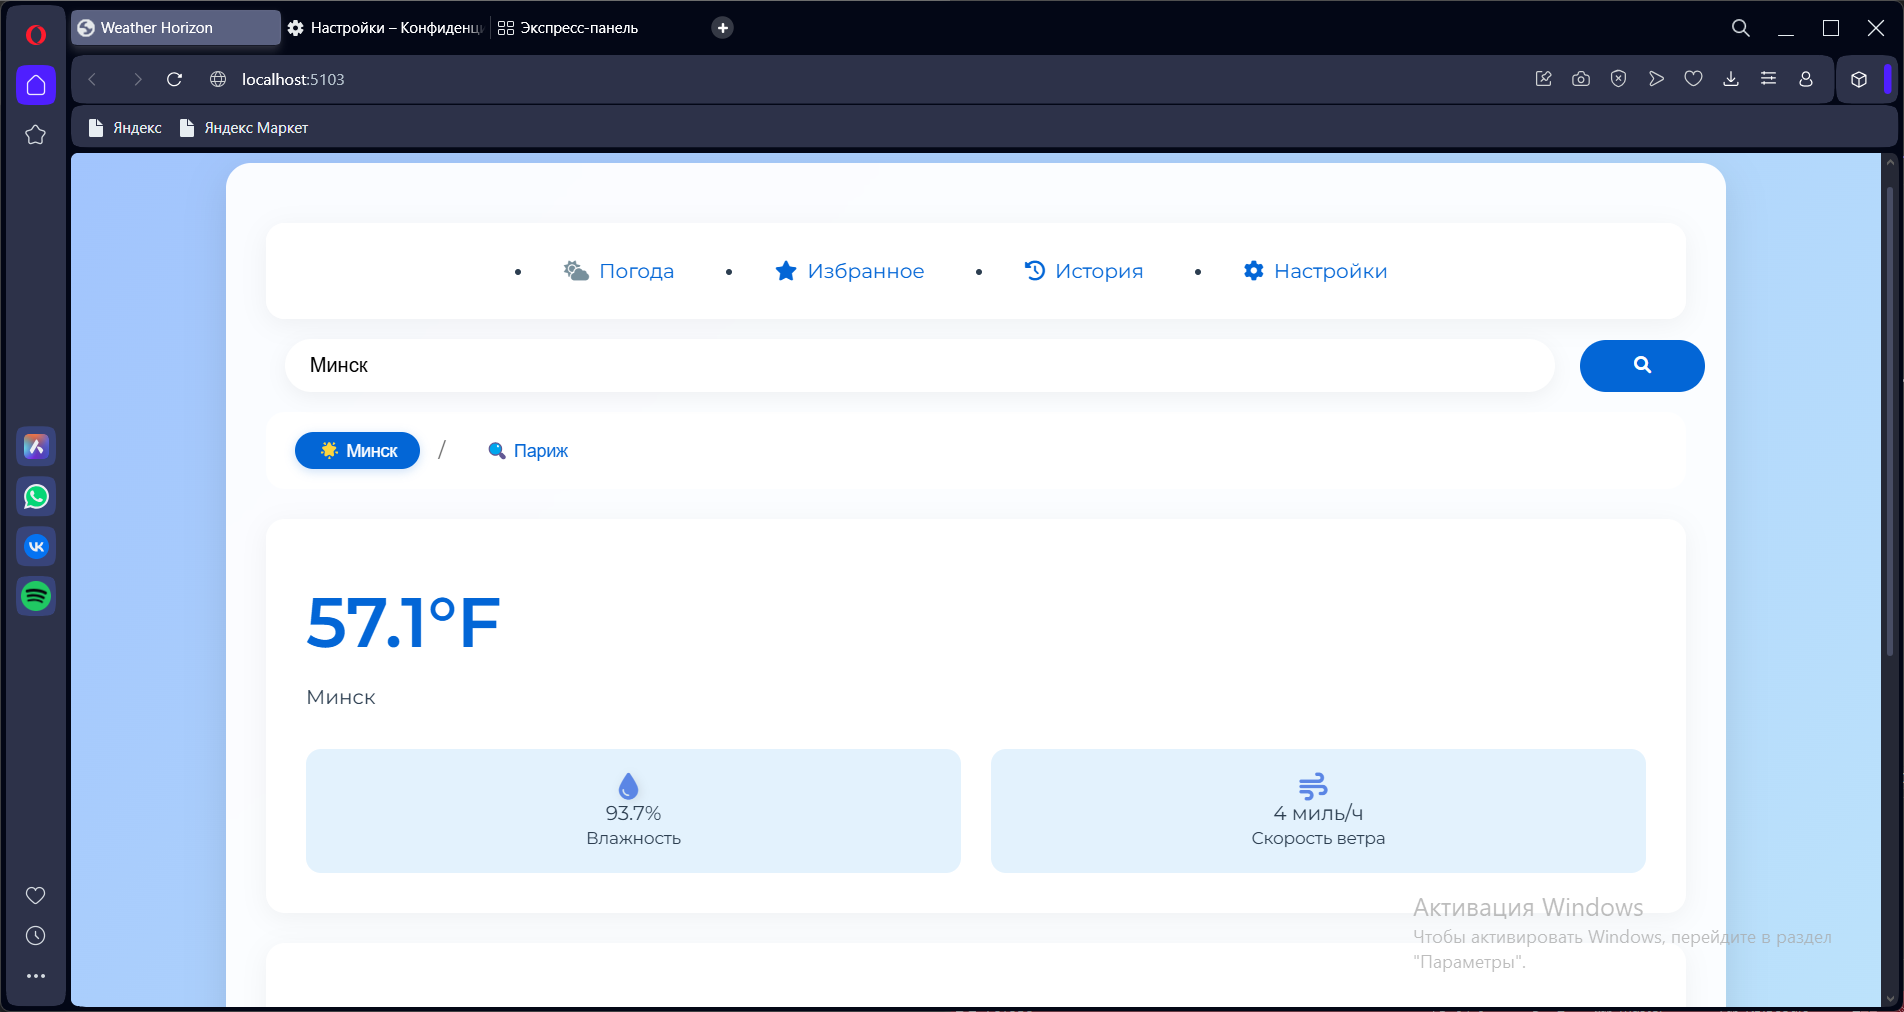 Weather Horizon
Настройки – Конфиденци
Экспресс-панель
localhost:5103
Яндекс
Яндекс Маркет
• Погода • Избранное • История • Настройки
Минск
Минск / Париж
57.1°F
Минск
93.7%
Влажность
4 миль/ч
Скорость ветра
Активация Windows
Чтобы активировать Windows, перейдите в раздел
"Параметры".